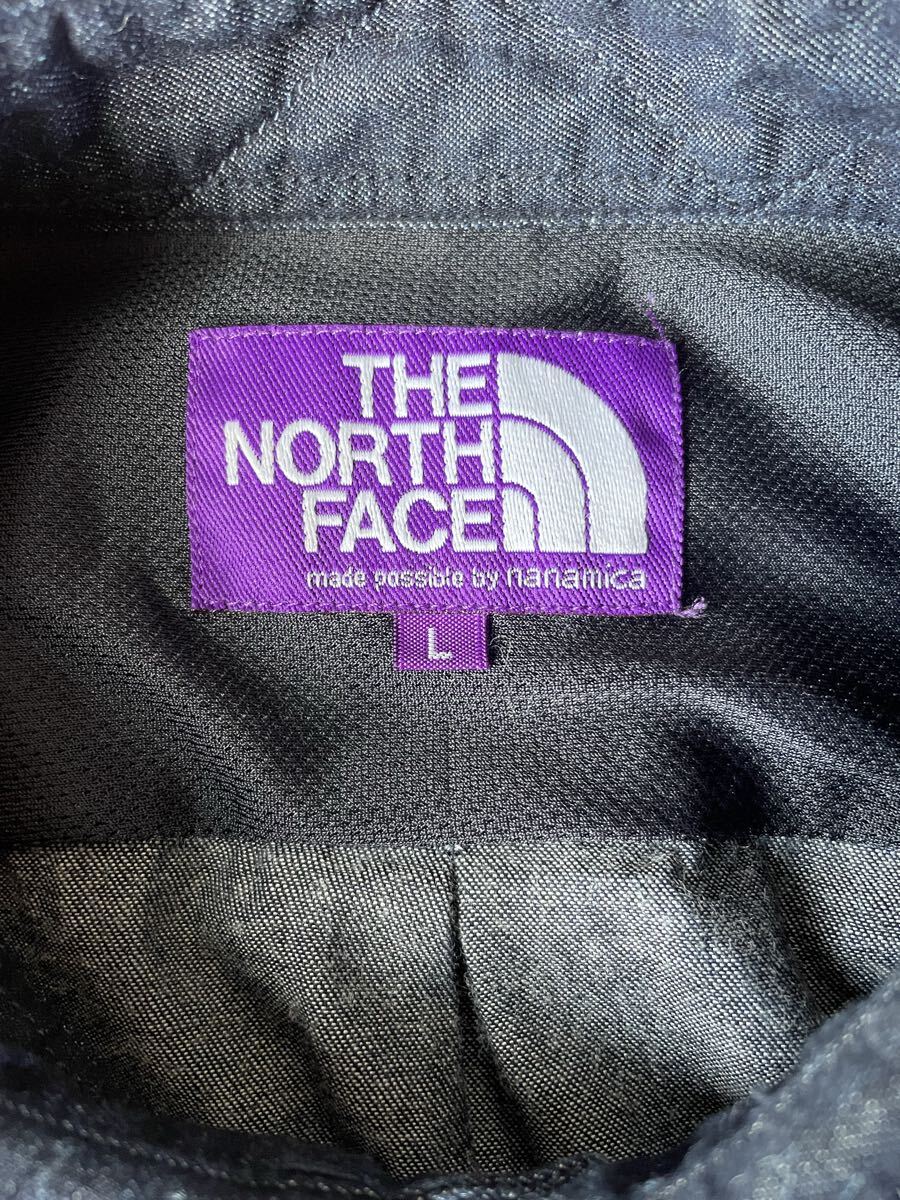 THE
NORTH
FACE
made possible by nanamica
L